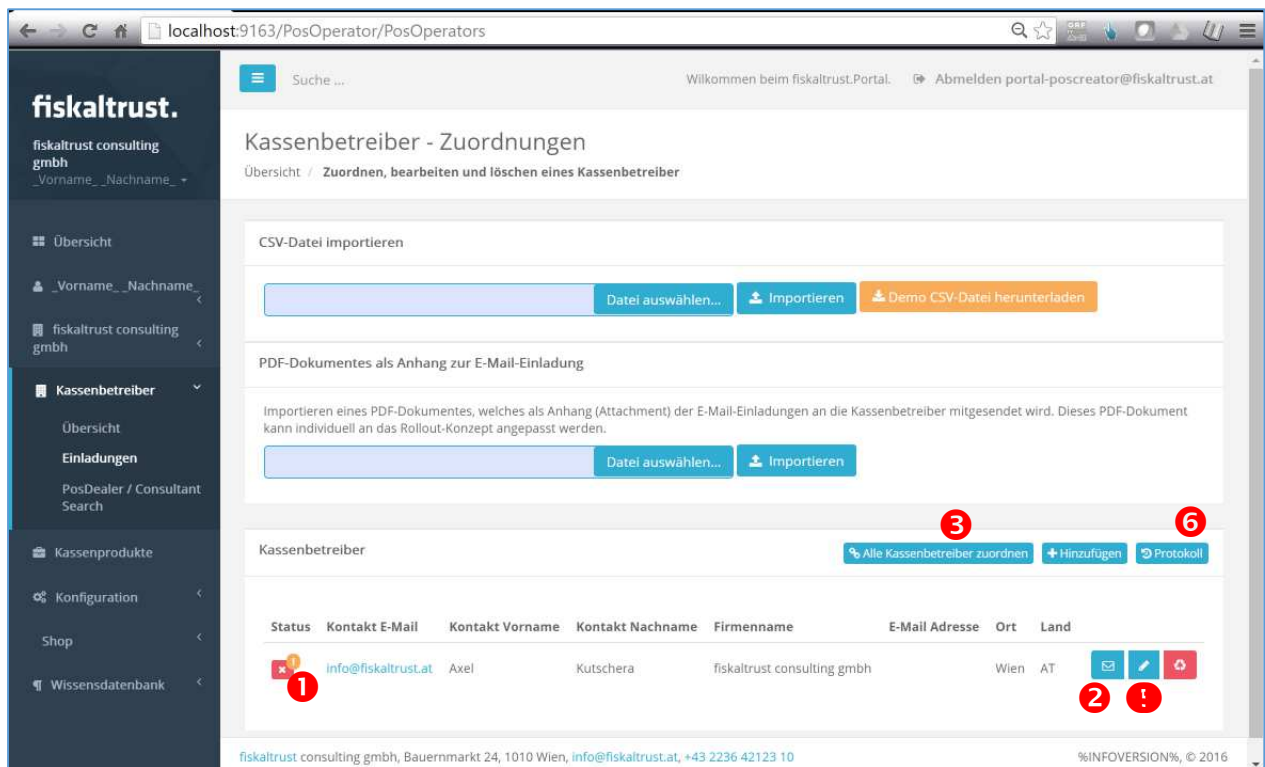 localhost:9163/PosOperator/PosOperators
fiskaltrust.
fiskaltrust consulting
gmbh
_Vorname_ _Nachname_
Übersicht
_Vorname_ _Nachname_
fiskaltrust consulting
gmbh
Kassenbetreiber
Übersicht
Einladungen
PosDealer / Consultant
Search
Kassenprodukte
Konfiguration
Shop
Wissensdatenbank
Suche ...
Wilkommen beim fiskaltrust.Portal.
Abmelden portal-poscreator@fiskaltrust.at
Kassenbetreiber - Zuordnungen
Übersicht / Zuordnen, bearbeiten und löschen eines Kassenbetreiber
CSV-Datei importieren
Datei auswählen... Importieren Demo CSV-Datei herunterladen
PDF-Dokumentes als Anhang zur E-Mail-Einladung
Importieren eines PDF-Dokumentes, welches als Anhang (Attachment) der E-Mail-Einladungen an die Kassenbetreiber mitgesendet wird. Dieses PDF-Dokument
kann individuell an das Rollout-Konzept angepasst werden.
Datei auswählen... Importieren
3 6
Kassenbetreiber Alle Kassenbetreiber zuordnen Hinzufügen Protokoll
Status Kontakt E-Mail Kontakt Vorname Kontakt Nachname Firmenname E-Mail Adresse Ort Land
info@fiskaltrust.at Axel Kutschera fiskaltrust consulting gmbh Wien AT
1 2
fiskaltrust consulting gmbh, Bauernmarkt 24, 1010 Wien, info@fiskaltrust.at, +43 2236 42123 10
%INFOVERSION%, © 2016